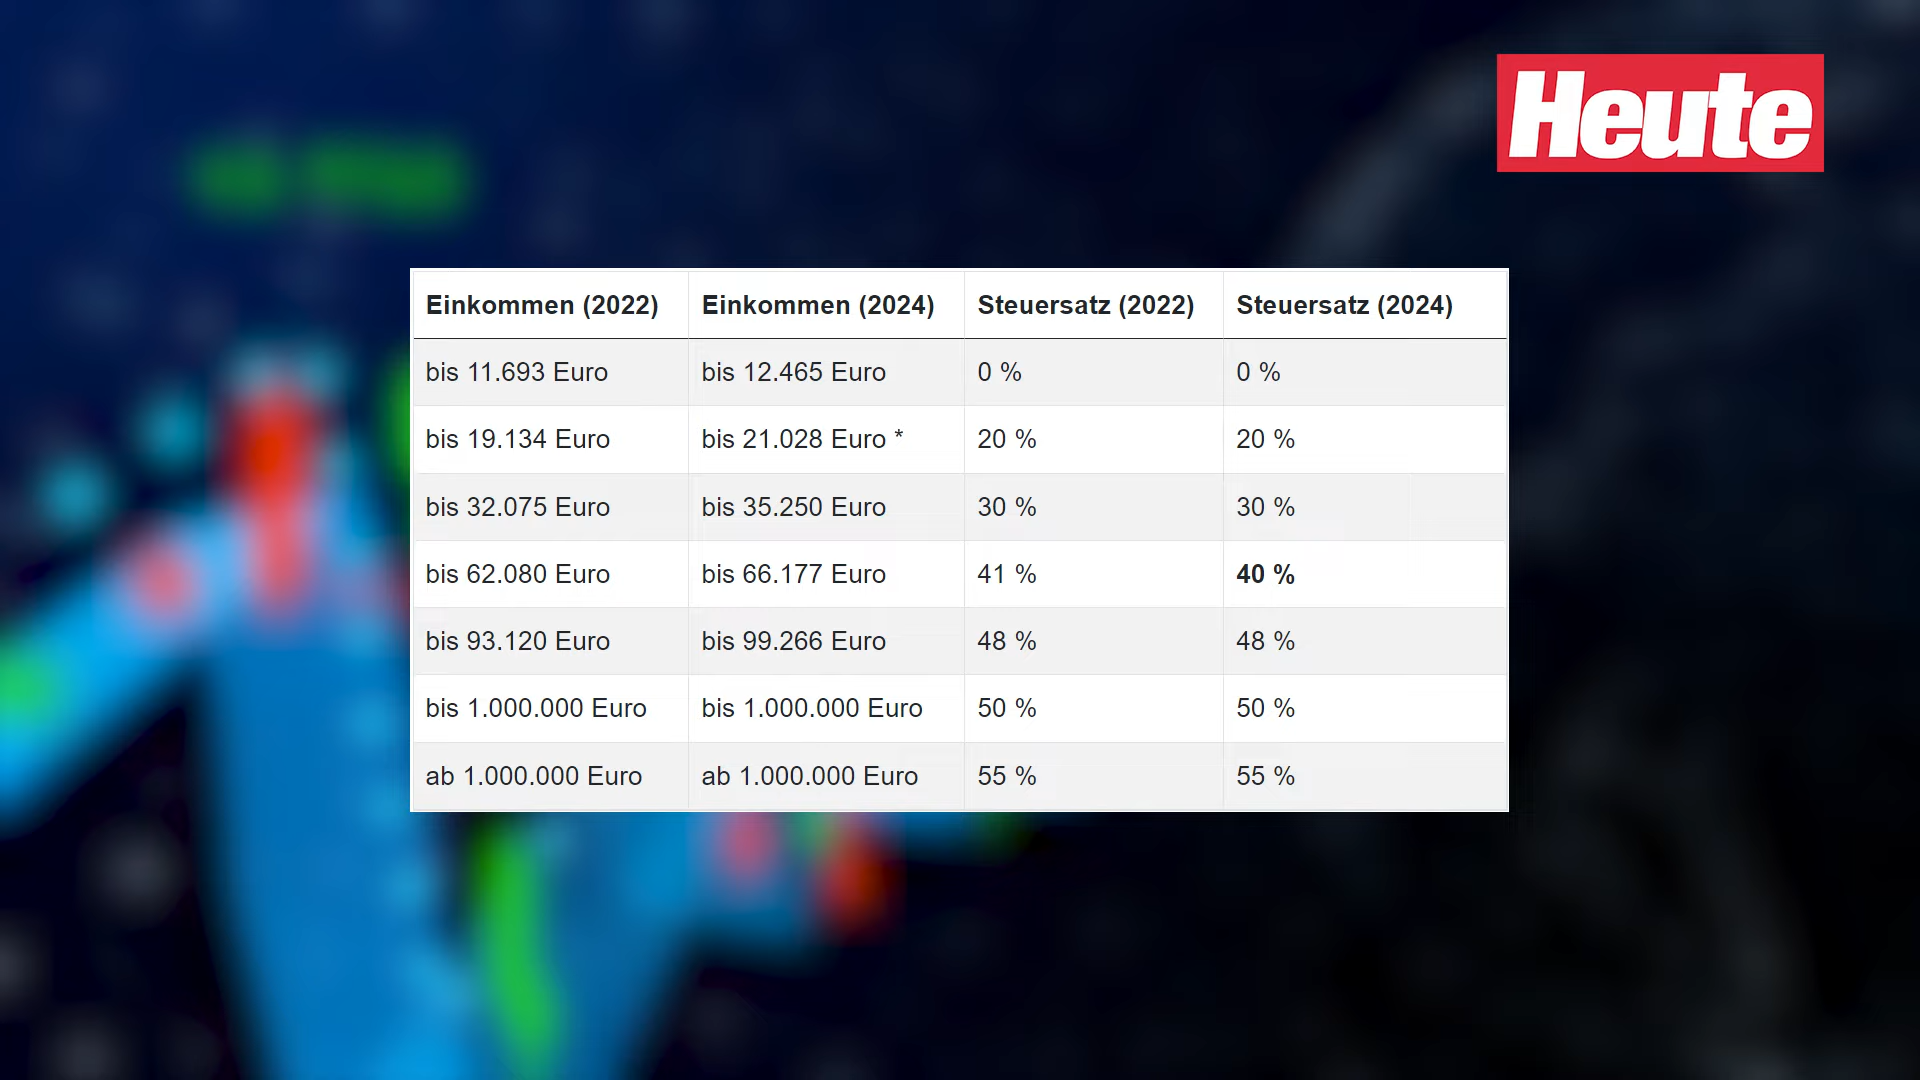 Heute
Einkommen (2022) Einkommen (2024) Steuersatz (2022) Steuersatz (2024)
bis 11.693 Euro bis 12.465 Euro 0 % 0 %
bis 19.134 Euro bis 21.028 Euro * 20 % 20 %
bis 32.075 Euro bis 35.250 Euro 30 % 30 %
bis 62.080 Euro bis 66.177 Euro 41 % 40 %
bis 93.120 Euro bis 99.266 Euro 48 % 48 %
bis 1.000.000 Euro bis 1.000.000 Euro 50 % 50 %
ab 1.000.000 Euro ab 1.000.000 Euro 55 % 55 %